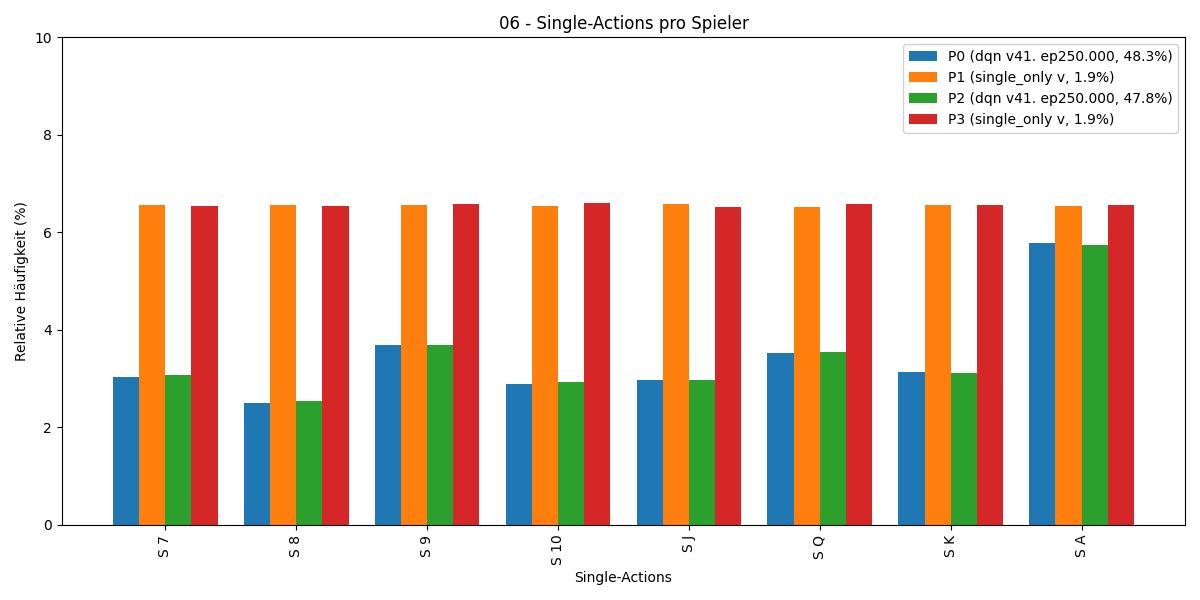 06 - Single-Actions pro Spieler
10
8
6
4
2
0
Relative Häufigkeit (%)
P0 (dqn v41. ep250.000, 48.3%)
P1 (single_only v, 1.9%)
P2 (dqn v41. ep250.000, 47.8%)
P3 (single_only v, 1.9%)
S 7
S 8
S 9
S 10
S J
S Q
S K
S A
Single-Actions